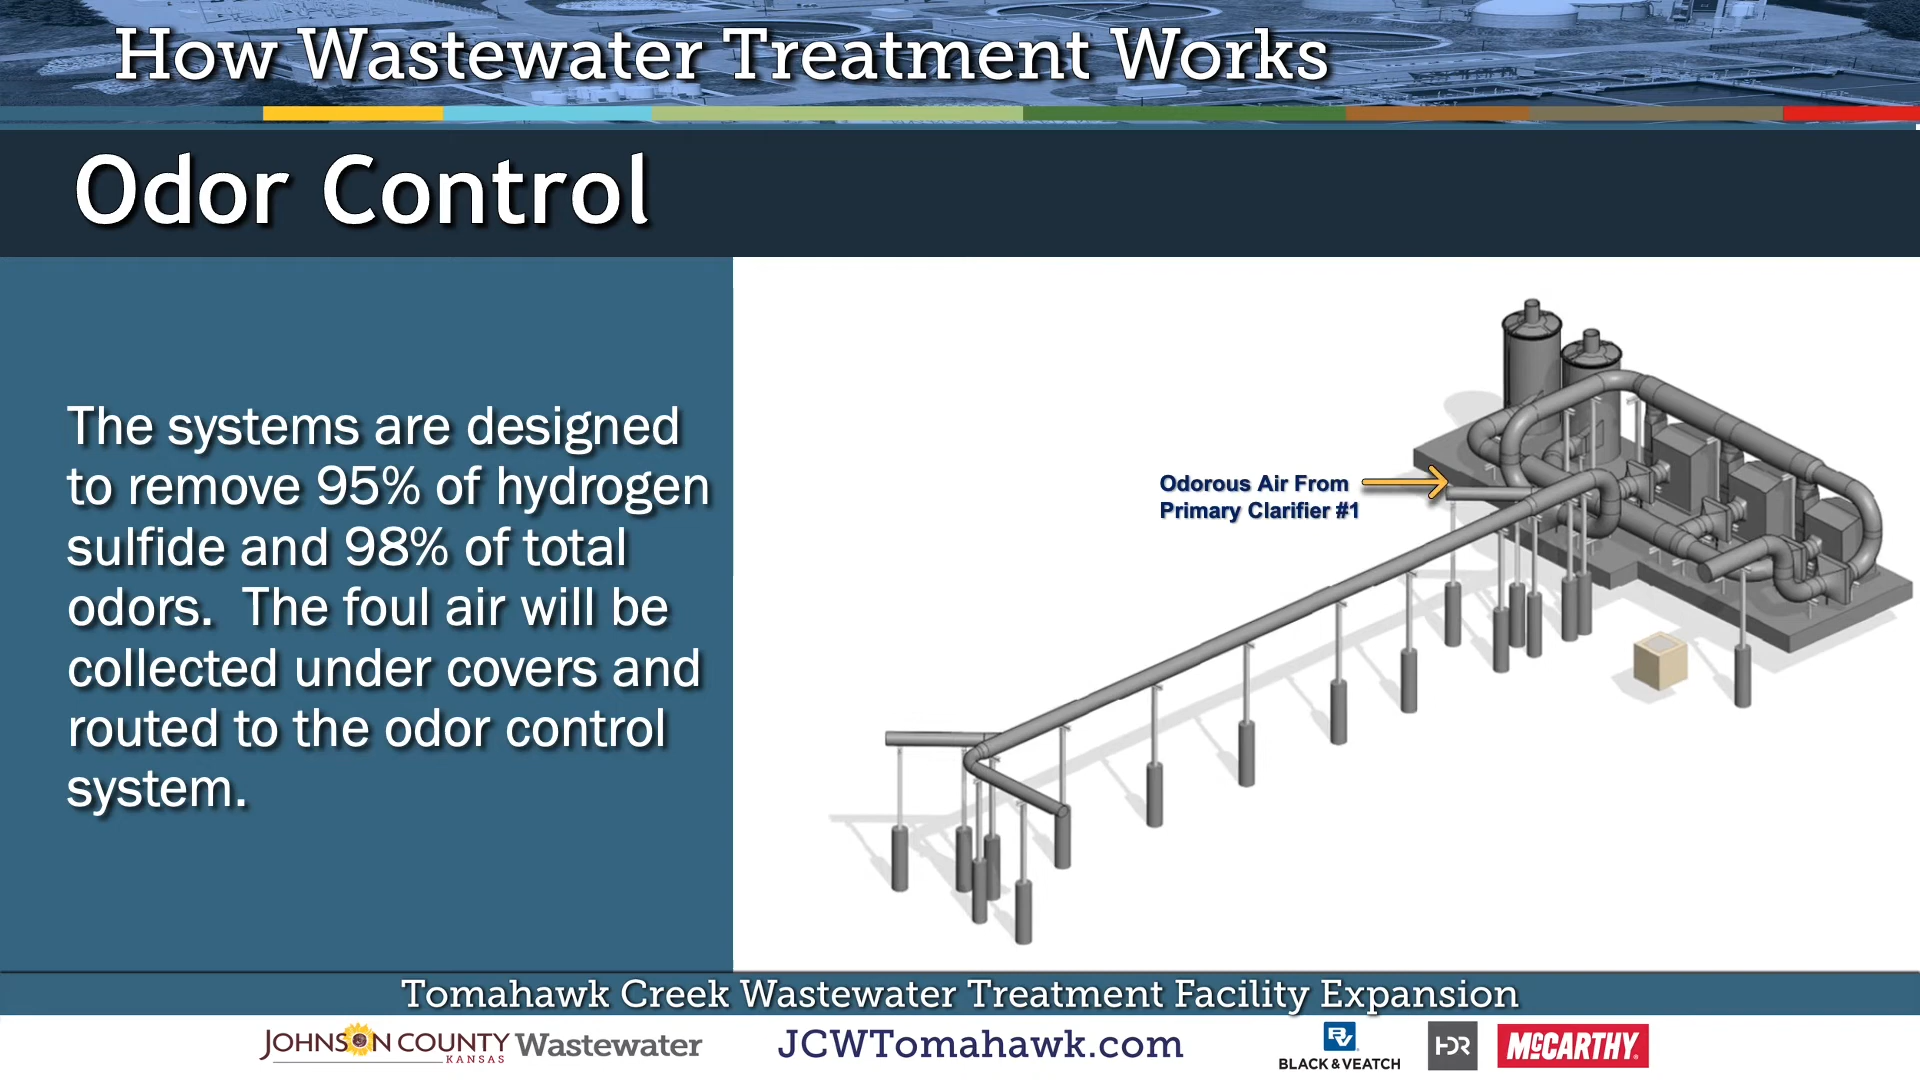 How Wastewater Treatment Works
Odor Control
The systems are designed
to remove 95% of hydrogen
sulfide and 98% of total
odors.  The foul air will be
collected under covers and
routed to the odor control
system.
Odorous Air From
Primary Clarifier #1
Tomahawk Creek Wastewater Treatment Facility Expansion
JOHNSON COUNTY
KANSAS
Wastewater
JCWTomahawk.com
BV
BLACK & VEATCH
HDR
McCARTHY